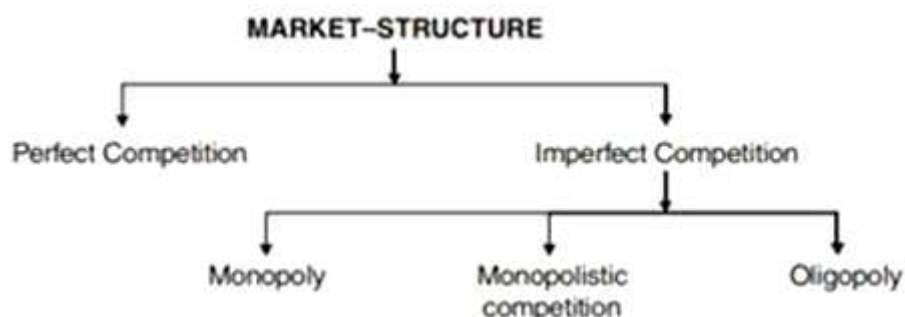 MARKET–STRUCTURE
Perfect Competition
Imperfect Competition
Monopoly
Monopolistic
competition
Oligopoly